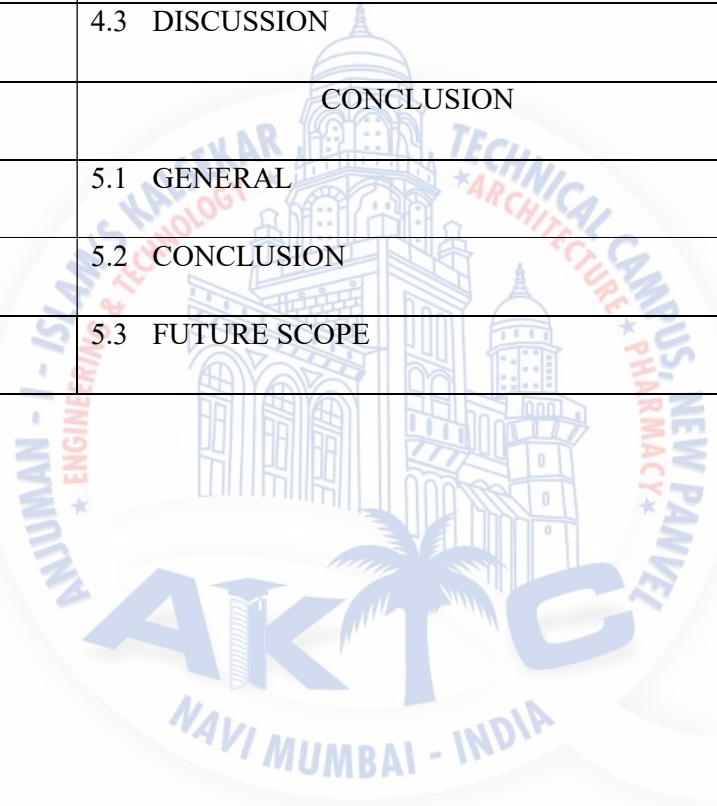 4.3 DISCUSSION
CONCLUSION
5.1 GENERAL
5.2 CONCLUSION
5.3 FUTURE SCOPE
ANJUMAN - I - ISLAM'S KALSEKAR TECHNICAL CAMPUS, NEW PANVEL
★ ENGINEERING & TECHNOLOGY ★ ★ ARCHITECTURE ★ PHARMACY ★
AKTC
NAVI MUMBAI - INDIA